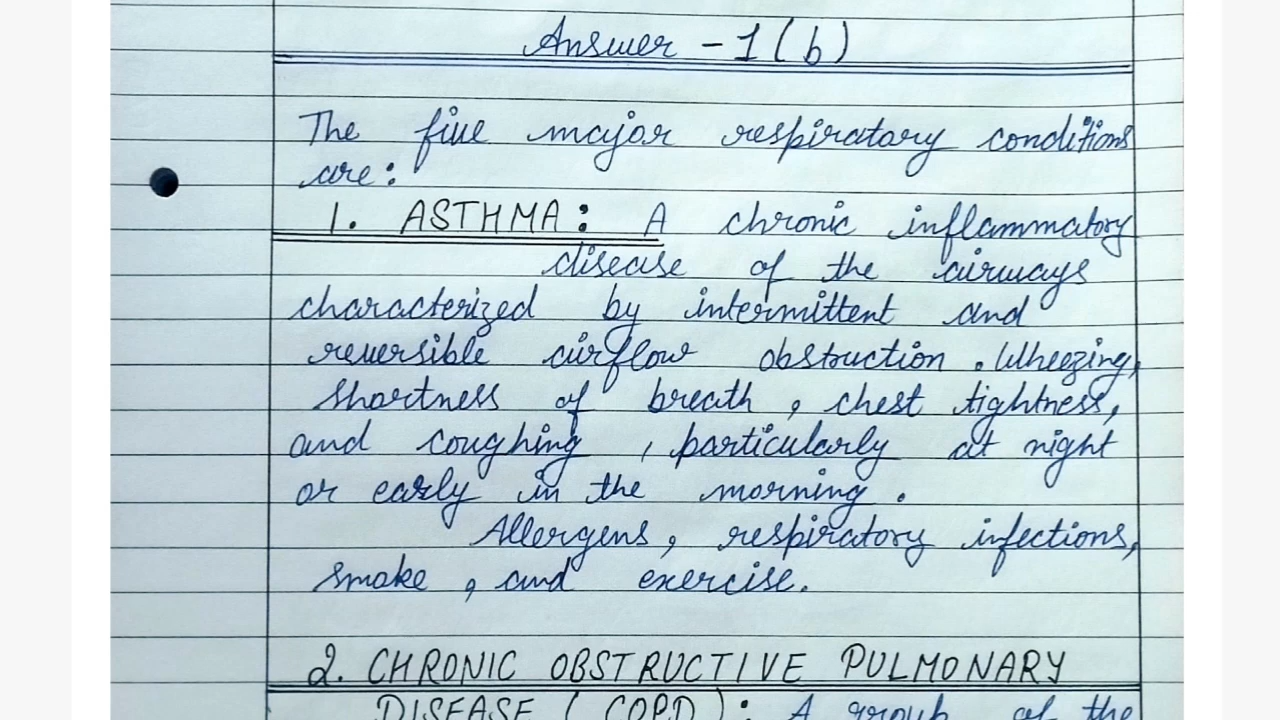 Answer - 1(b)
The five major respiratory conditions
are:
1. ASTHMA: A chronic inflammatory
disease of the airways
characterized by intermittent and
reversible airflow obstruction. Wheezing,
shortness of breath, chest tightness,
and coughing, particularly at night
or early in the morning.
Allergens, respiratory infections,
smoke, and exercise.
2. CHRONIC OBSTRUCTIVE PULMONARY
DISEASE (COPD): A group of the